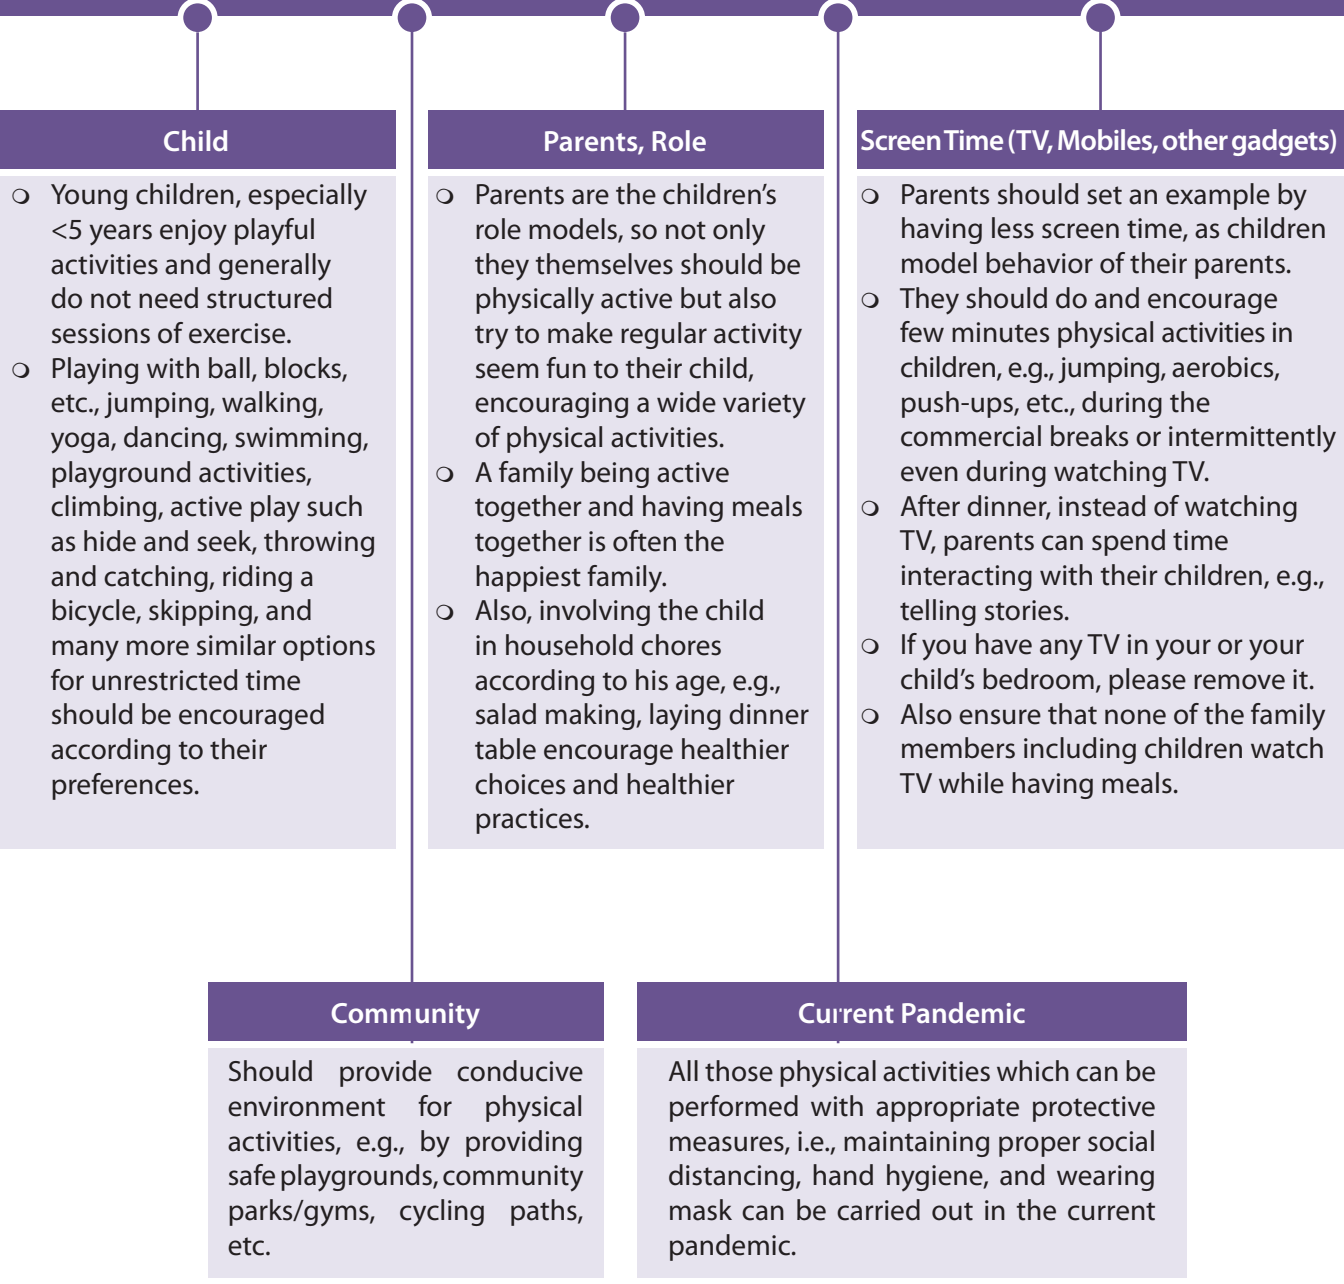 Child
○ Young children, especially
<5 years enjoy playful
activities and generally
do not need structured
sessions of exercise.
○ Playing with ball, blocks,
etc., jumping, walking,
yoga, dancing, swimming,
playground activities,
climbing, active play such
as hide and seek, throwing
and catching, riding a
bicycle, skipping, and
many more similar options
for unrestricted time
should be encouraged
according to their
preferences.
Parents, Role
○ Parents are the children’s
role models, so not only
they themselves should be
physically active but also
try to make regular activity
seem fun to their child,
encouraging a wide variety
of physical activities.
○ A family being active
together and having meals
together is often the
happiest family.
○ Also, involving the child
in household chores
according to his age, e.g.,
salad making, laying dinner
table encourage healthier
choices and healthier
practices.
Screen Time (TV, Mobiles, other gadgets)
○ Parents should set an example by
having less screen time, as children
model behavior of their parents.
○ They should do and encourage
few minutes physical activities in
children, e.g., jumping, aerobics,
push-ups, etc., during the
commercial breaks or intermittently
even during watching TV.
○ After dinner, instead of watching
TV, parents can spend time
interacting with their children, e.g.,
telling stories.
○ If you have any TV in your or your
child’s bedroom, please remove it.
○ Also ensure that none of the family
members including children watch
TV while having meals.
Community
Should provide conducive
environment for physical
activities, e.g., by providing
safe playgrounds, community
parks/gyms, cycling paths,
etc.
Current Pandemic
All those physical activities which can be
performed with appropriate protective
measures, i.e., maintaining proper social
distancing, hand hygiene, and wearing
mask can be carried out in the current
pandemic.